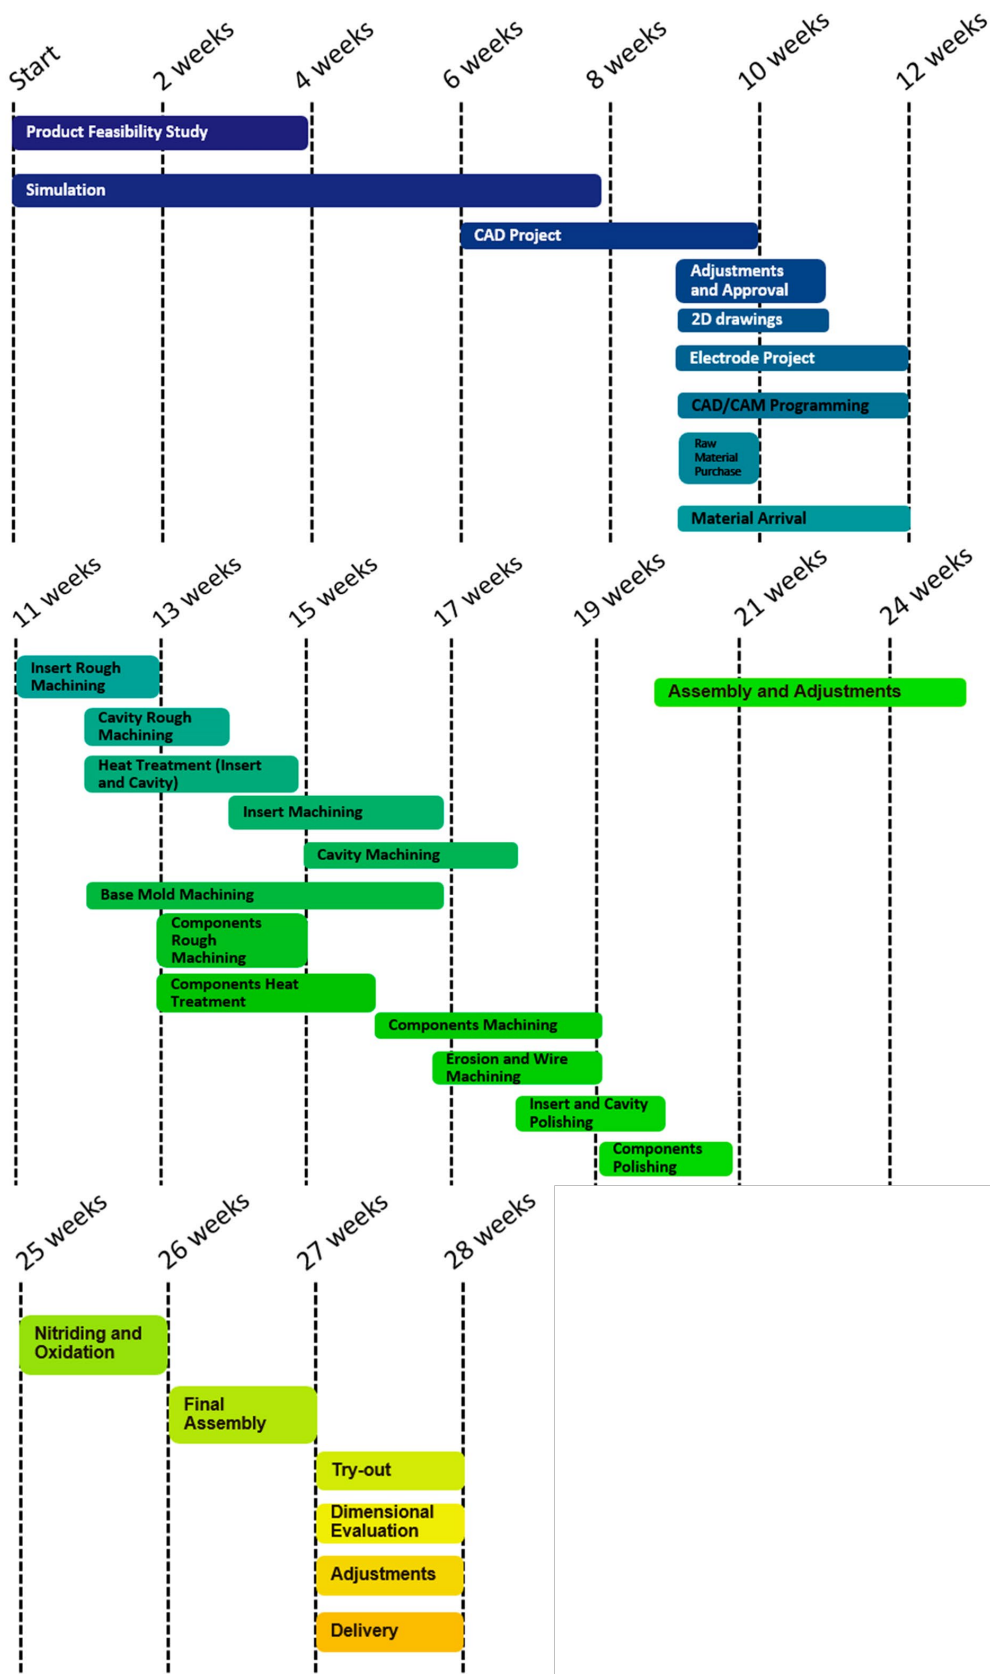 Start
2 weeks
4 weeks
6 weeks
8 weeks
10 weeks
12 weeks
Product Feasibility Study
Simulation
CAD Project
Adjustments
and Approval
2D drawings
Electrode Project
CAD/CAM Programming
Raw
Material
Purchase
Material Arrival
11 weeks
13 weeks
15 weeks
17 weeks
19 weeks
21 weeks
24 weeks
Insert Rough
Machining
Assembly and Adjustments
Cavity Rough
Machining
Heat Treatment (Insert
and Cavity)
Insert Machining
Cavity Machining
Base Mold Machining
Components
Rough
Machining
Components Heat
Treatment
Components Machining
Erosion and Wire
Machining
Insert and Cavity
Polishing
Components
Polishing
25 weeks
26 weeks
27 weeks
28 weeks
Nitriding and
Oxidation
Final
Assembly
Try-out
Dimensional
Evaluation
Adjustments
Delivery